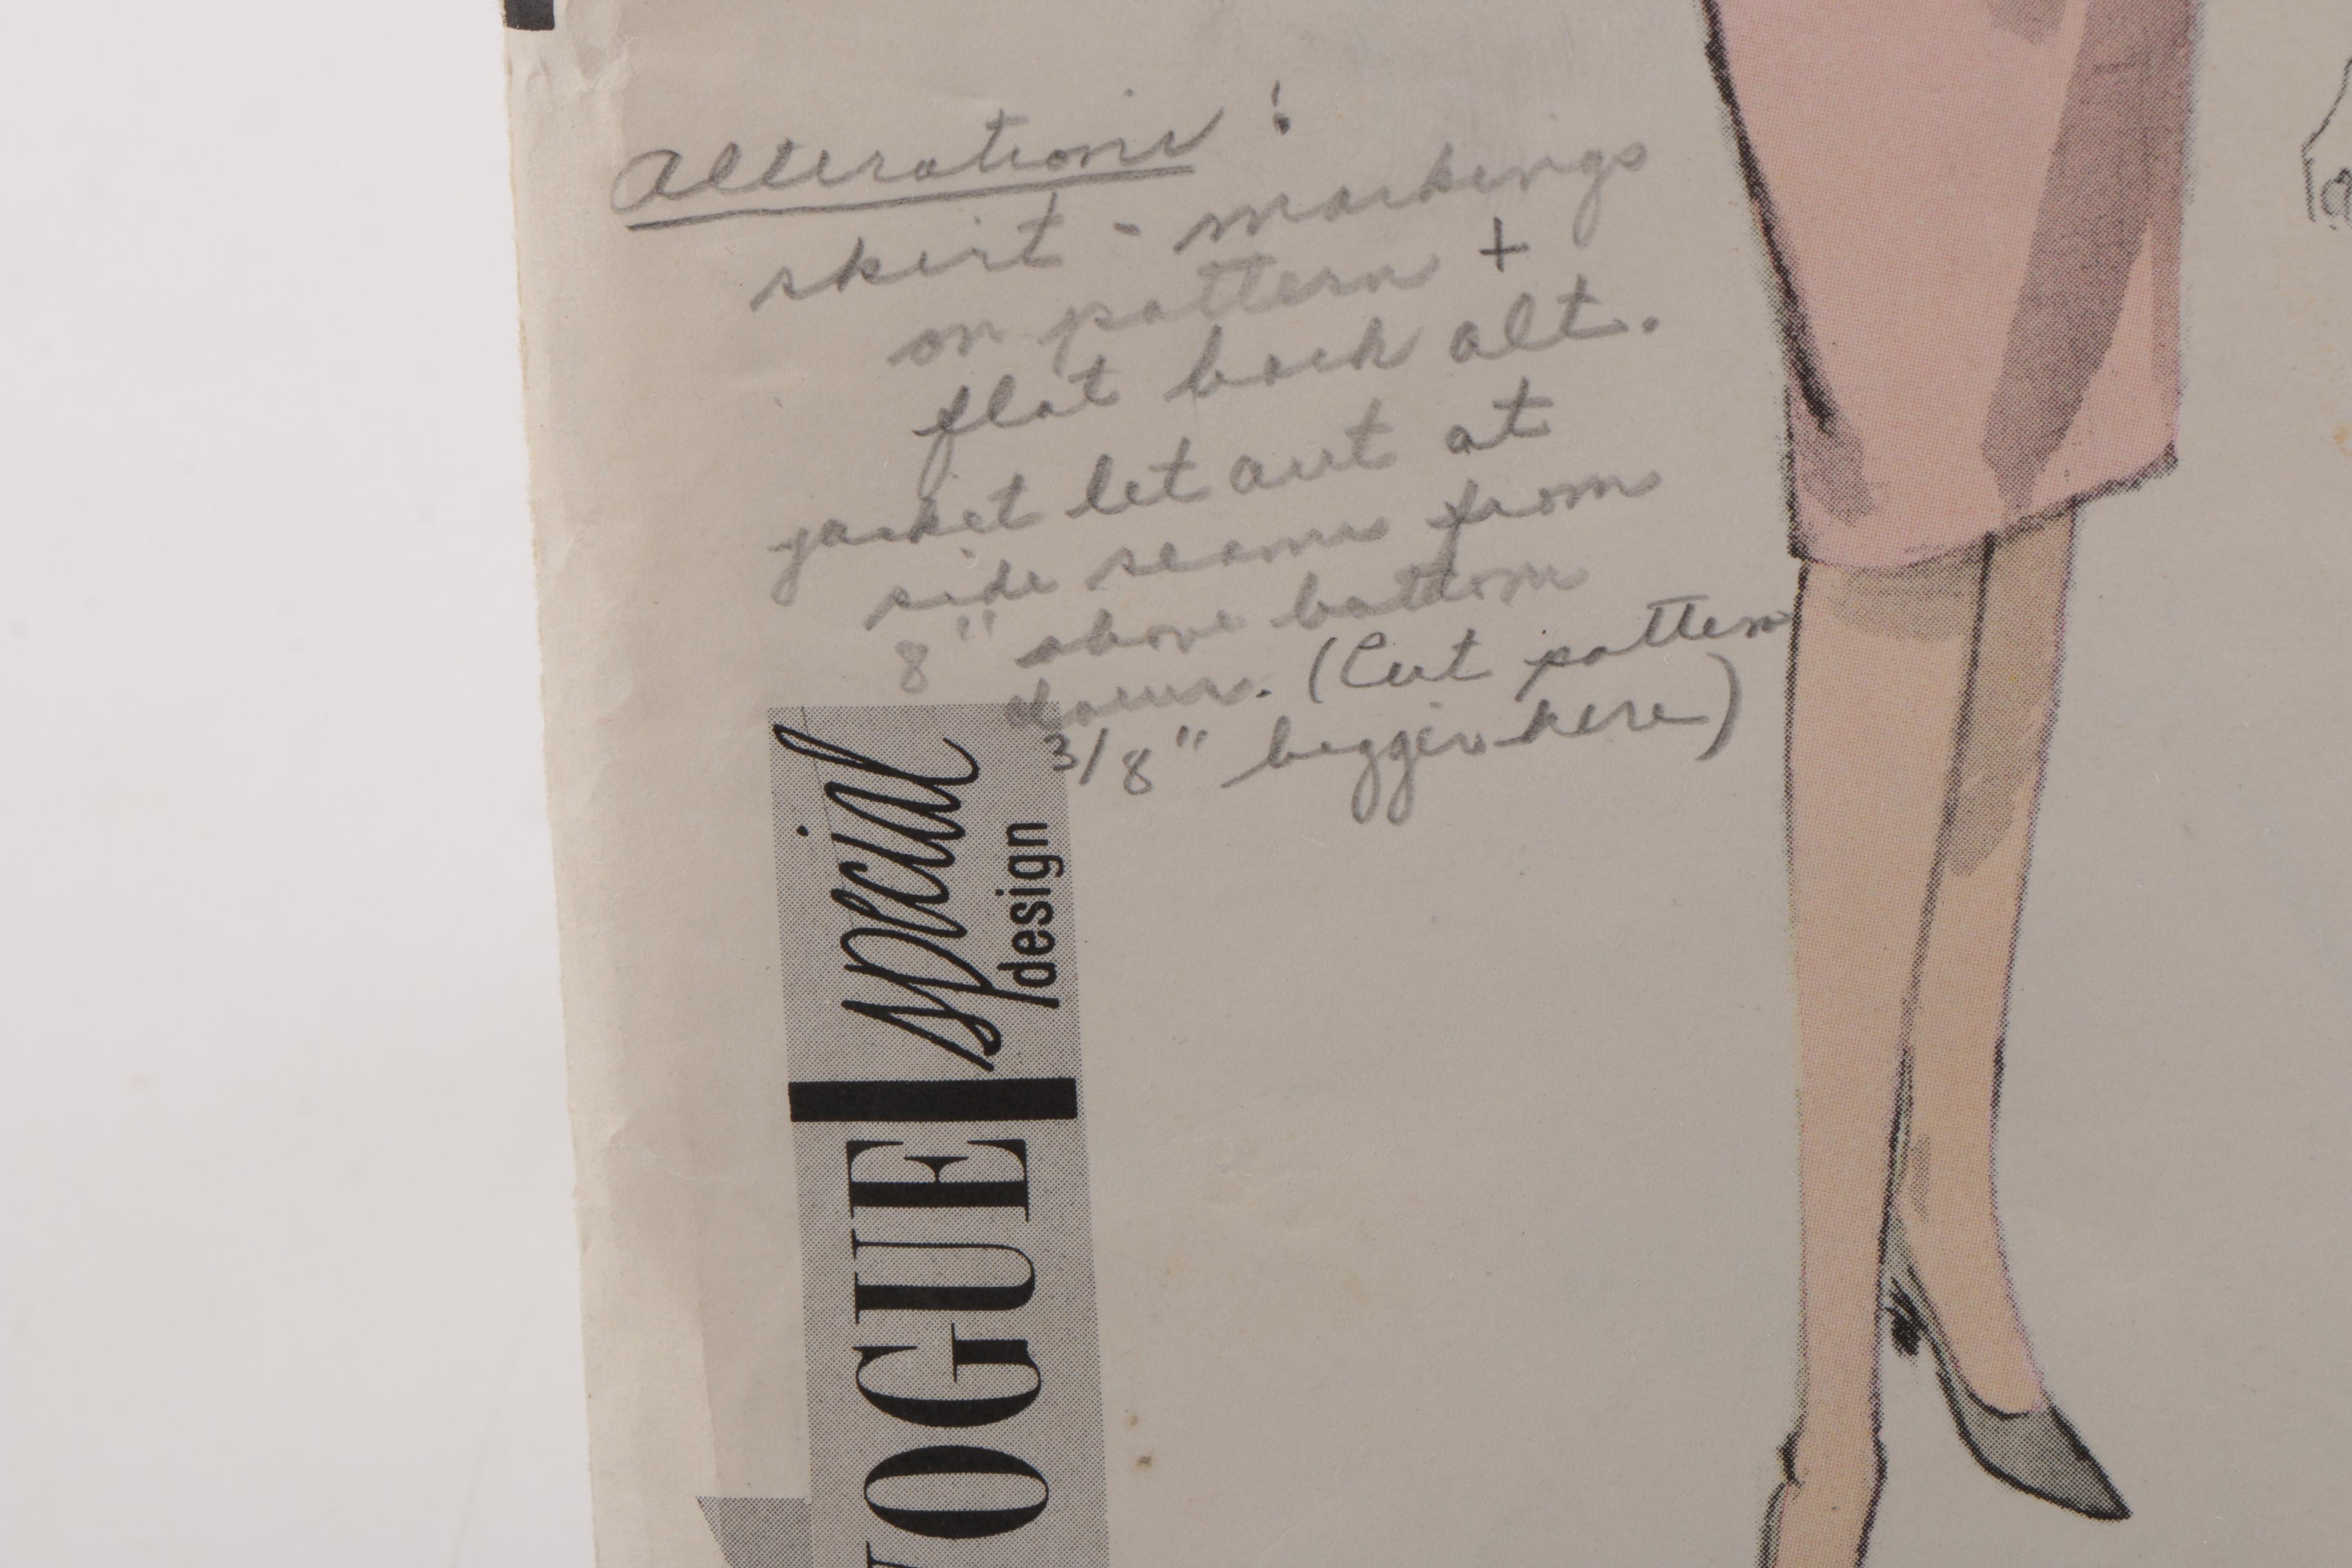 Alterations :
skirt - markings
on pattern +
flat back alt.
jacket let out at
side seams from
8" above bottom
down. (Cut pattern
3/8" bigger here)
VOGUE special
design